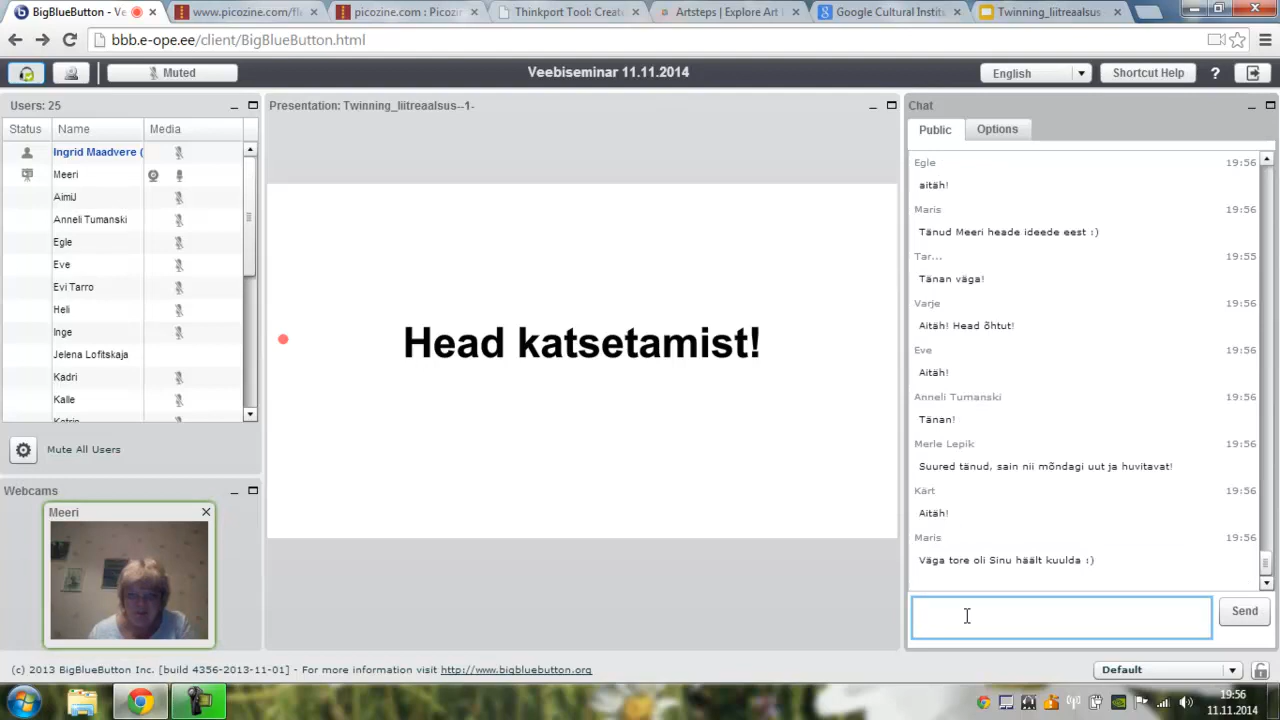 BigBlueButton - Ve
www.picozine.com/fl
picozine.com : Picozine
Thinkport Tool: Create
Artsteps | Explore Art
Google Cultural Instit
Twinning_liitreaalsus
bbb.e-ope.ee/client/BigBlueButton.html
Muted
Veebiseminar 11.11.2014
English
Shortcut Help
?
Users: 25
Status
Name
Media
Ingrid Maadvere (
Meeri
AimiJ
Anneli Tumanski
Egle
Eve
Evi Tarro
Heli
Inge
Jelena Lofitskaja
Kadri
Kalle
Katrin
Mute All Users
Webcams
Meeri
Presentation: Twinning_liitreaalsus--1-
Head katsetamist!
Chat
Public
Options
Egle 19:56
aitäh!
Maris 19:56
Tänud Meeri heade ideede eest :)
Tar... 19:55
Tänan väga!
Varje 19:56
Aitäh! Head õhtut!
Eve 19:56
Aitäh!
Anneli Tumanski 19:56
Tänan!
Merle Lepik 19:56
Suured tänud, sain nii mõndagi uut ja huvitavat!
Kärt 19:56
Aitäh!
Maris 19:56
Väga tore oli Sinu häält kuulda :)
Send
(c) 2013 BigBlueButton Inc. [build 4356-2013-11-01] - For more information visit http://www.bigbluebutton.org
Default
19:56
11.11.2014